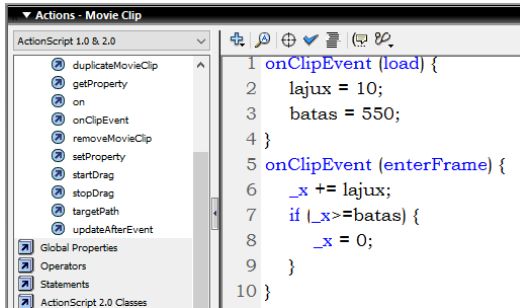 ▼ Actions - Movie Clip
ActionScript 1.0 & 2.0
duplicateMovieClip
getProperty
on
onClipEvent
removeMovieClip
setProperty
startDrag
stopDrag
targetPath
updateAfterEvent
Global Properties
Operators
Statements
ActionScript 2.0 Classes
1 onClipEvent (load) {
2 lajux = 10;
3 batas = 550;
4 }
5 onClipEvent (enterFrame) {
6 _x += lajux;
7 if (_x>=batas) {
8 _x = 0;
9 }
10 }